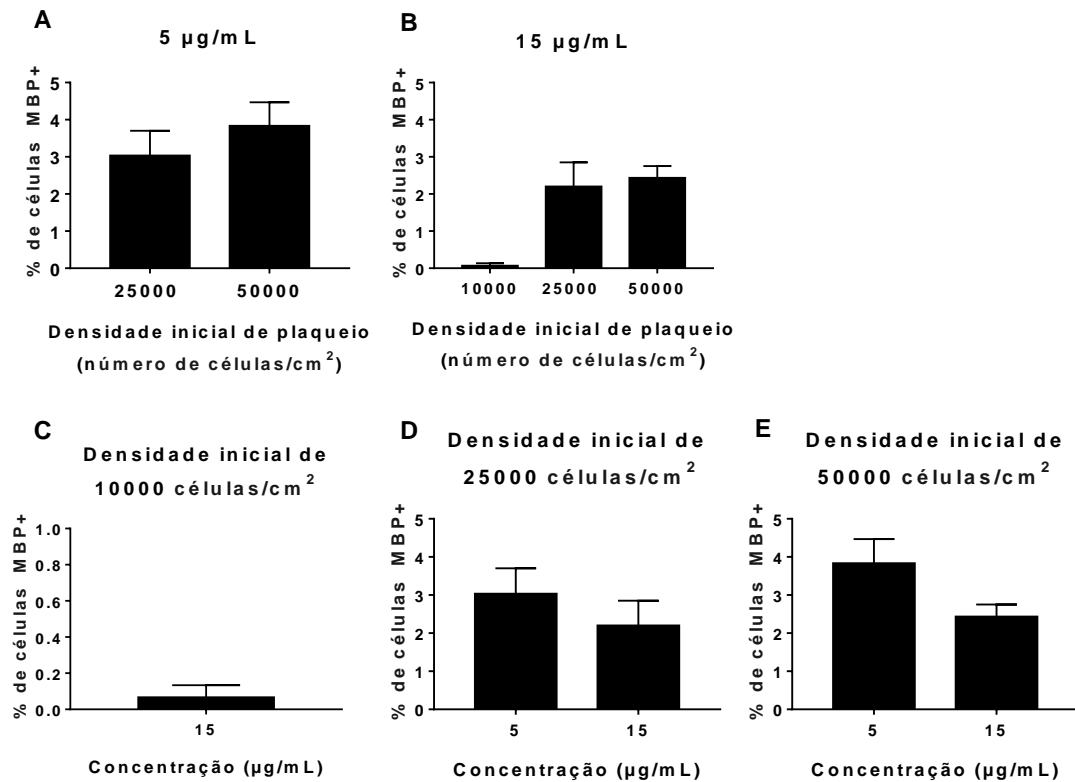 A
5 µg/mL
% de células MBP+
5
4
3
2
1
0
25000
50000
Densidade inicial de plaqueio
(número de células/cm²)
B
15 µg/mL
% de células MBP+
5
4
3
2
1
0
10000
25000
50000
Densidade inicial de plaqueio
(número de células/cm²)
C
Densidade inicial de
10000 células/cm²
% de células MBP+
1.0
0.8
0.6
0.4
0.2
0.0
15
Concentração (µg/mL)
D
Densidade inicial de
25000 células/cm²
% de células MBP+
5
4
3
2
1
0
5
15
Concentração (µg/mL)
E
Densidade inicial de
50000 células/cm²
% de células MBP+
5
4
3
2
1
0
5
15
Concentração (µg/mL)